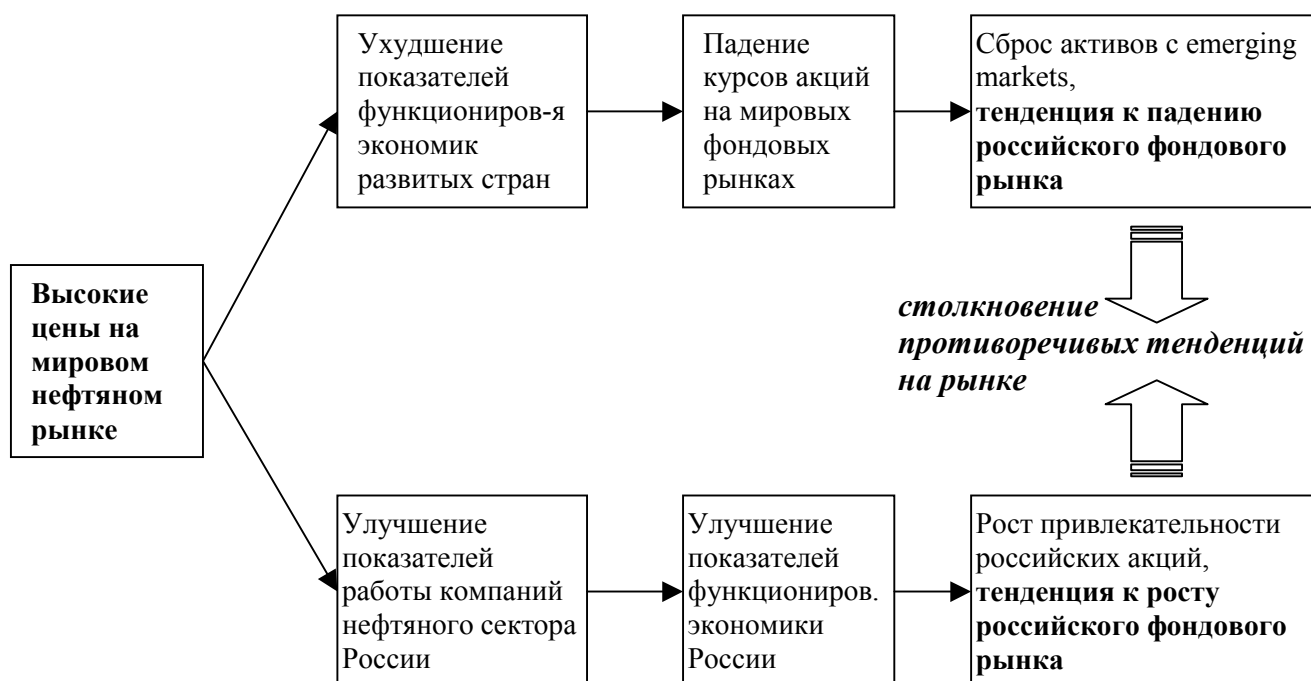 Ухудшение
показателей
функциониров-я
экономик
развитых стран
Падение
курсов акций
на мировых
фондовых
рынках
Сброс активов с emerging
markets,
тенденция к падению
российского фондового
рынка
Высокие
цены на
мировом
нефтяном
рынке
столкновение
противоречивых тенденций
на рынке
Улучшение
показателей
работы компаний
нефтяного сектора
России
Улучшение
показателей
функциониров.
экономики
России
Рост привлекательности
российских акций,
тенденция к росту
российского фондового
рынка